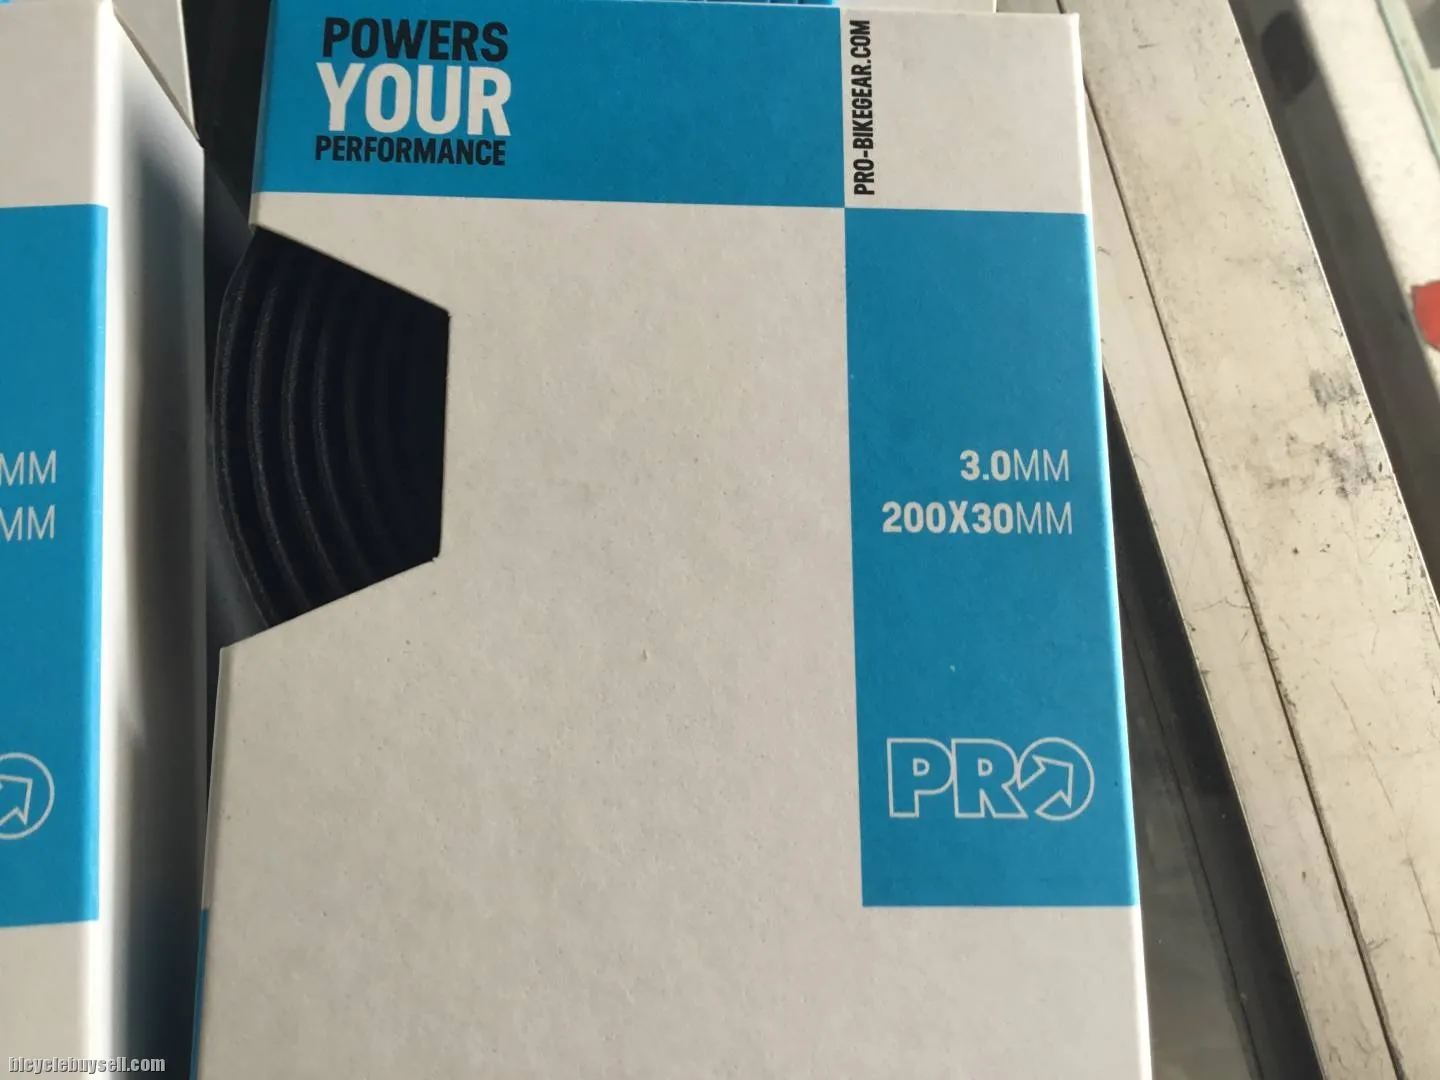 POWERS
YOUR
PERFORMANCE
PRO-BIKEGEAR.COM
MM
MM
3.0MM
200X30MM
PRO
bicyclebuysell.com